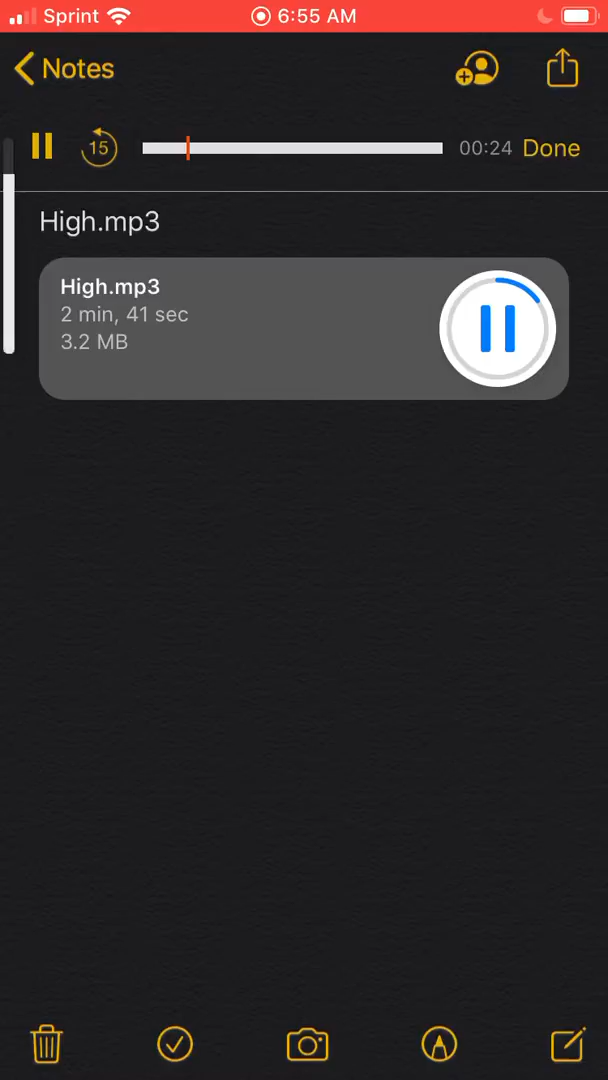 Sprint 6:55 AM
Notes
15 00:24 Done
High.mp3
High.mp3
2 min, 41 sec
3.2 MB